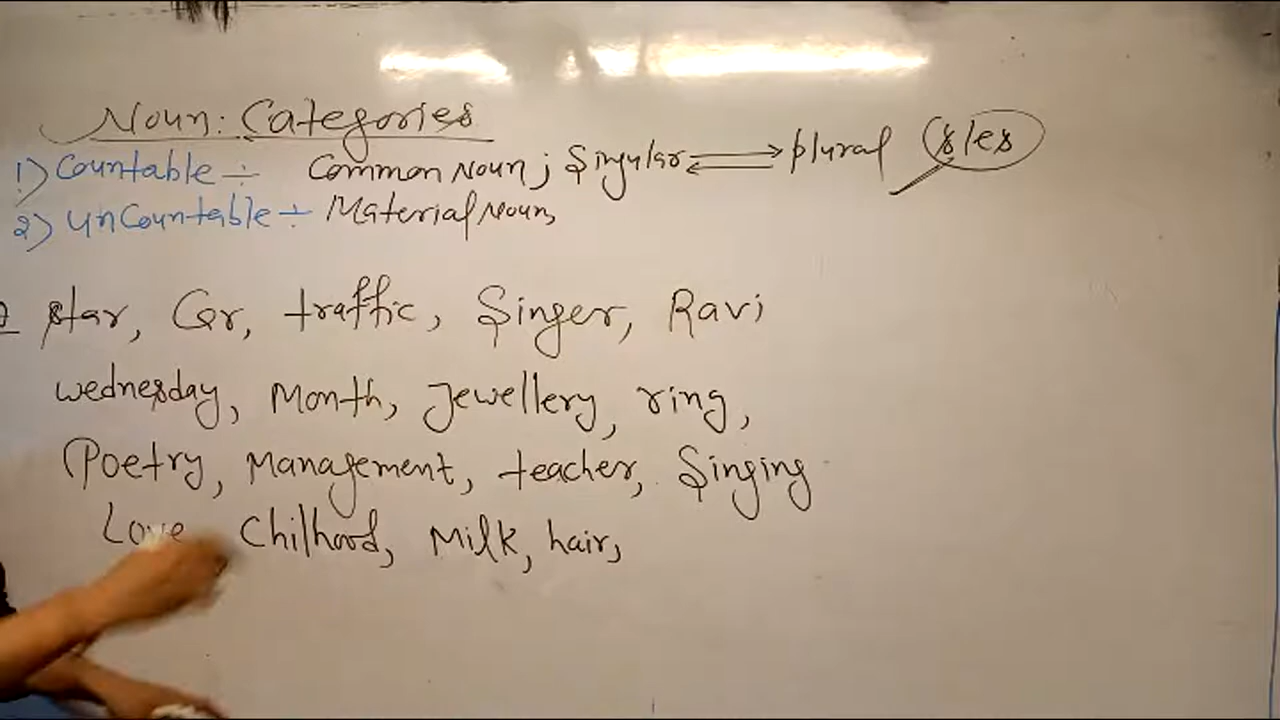 Noun: Categories
1) Countable ÷ Common Noun; Singular ⇌ plural (s/es)
2) Uncountable ÷ Material Noun,
star, Car, traffic, Singer, Ravi
wednesday, Month, Jewellery, ring,
Poetry, Management, teacher, Singing
Love Chilhood, Milk, hair,